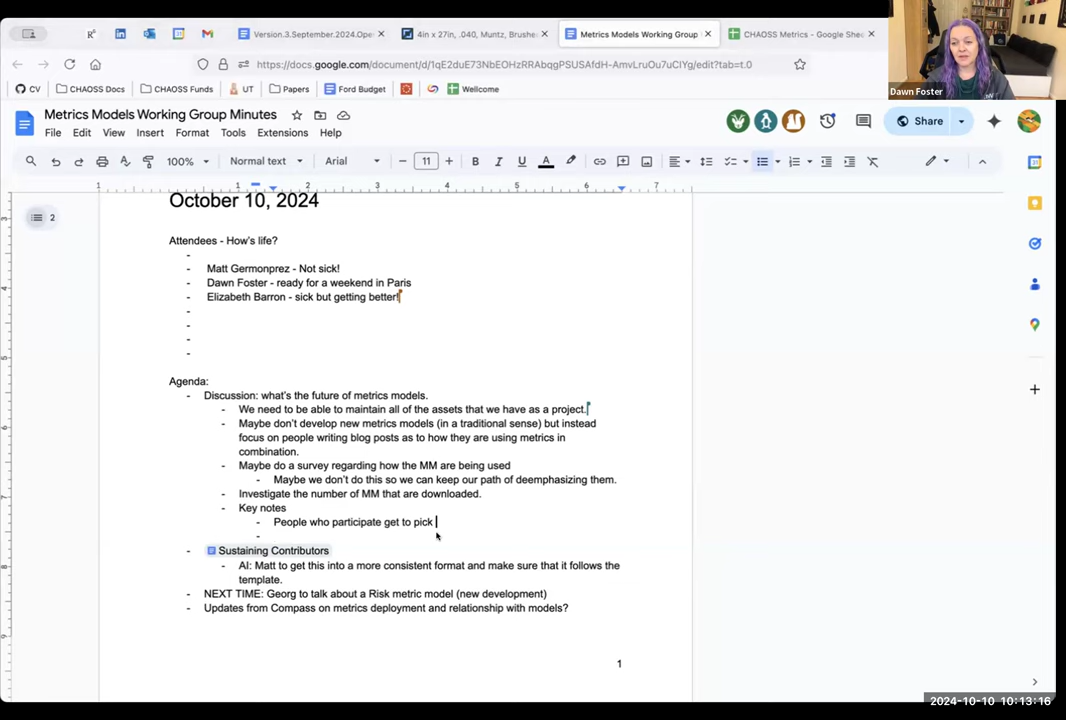 Version.3.September.2024.Ope
4in x 27in, .040, Muntz, Brushe
Metrics Models Working Group
CHAOSS Metrics - Google She
https://docs.google.com/document/d/1qE2duE73NbEOHzRRAbqgPSUSAfdH-AmvLruOu7uCIYg/edit?tab=t.0
CV
CHAOSS Docs
CHAOSS Funds
UT
Papers
Ford Budget
Wellcome
Dawn Foster
Metrics Models Working Group Minutes
File Edit View Insert Format Tools Extensions Help
Share
100% Normal text Arial 11
1 1 2 3 4 5 6 7
2
October 10, 2024
Attendees - How's life?
-
- Matt Germonprez - Not sick!
- Dawn Foster - ready for a weekend in Paris
- Elizabeth Barron - sick but getting better!
-
-
-
-
Agenda:
- Discussion: what's the future of metrics models.
- We need to be able to maintain all of the assets that we have as a project.
- Maybe don't develop new metrics models (in a traditional sense) but instead
focus on people writing blog posts as to how they are using metrics in
combination.
- Maybe do a survey regarding how the MM are being used
- Maybe we don't do this so we can keep our path of deemphasizing them.
- Investigate the number of MM that are downloaded.
- Key notes
- People who participate get to pick
-
- Sustaining Contributors
- AI: Matt to get this into a more consistent format and make sure that it follows the
template.
- NEXT TIME: Georg to talk about a Risk metric model (new development)
- Updates from Compass on metrics deployment and relationship with models?
1
2024-10-10 10:13:16